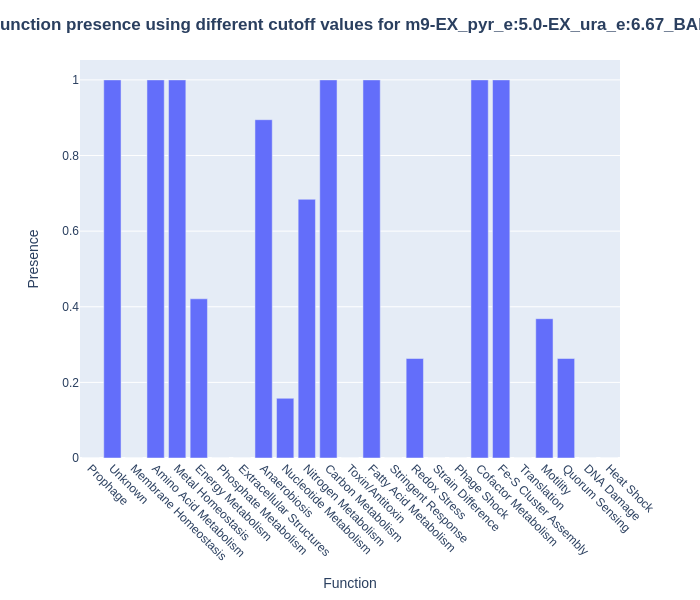 unction presence using different cutoff values for m9-EX_pyr_e:5.0-EX_ura_e:6.67_BA
1
0.8
0.6
0.4
0.2
0
Presence
Prophage
Unknown
Membrane Homeostasis
Amino Acid Metabolism
Metal Homeostasis
Energy Metabolism
Phosphate Metabolism
Extracellular Structures
Anaerobiosis
Nucleotide Metabolism
Nitrogen Metabolism
Carbon Metabolism
Toxin/Antitoxin
Fatty Acid Metabolism
Stringent Response
Redox Stress
Strain Difference
Phage Shock
Cofactor Metabolism
Fe-S Cluster Assembly
Translation
Motility
Quorum Sensing
DNA Damage
Heat Shock
Function